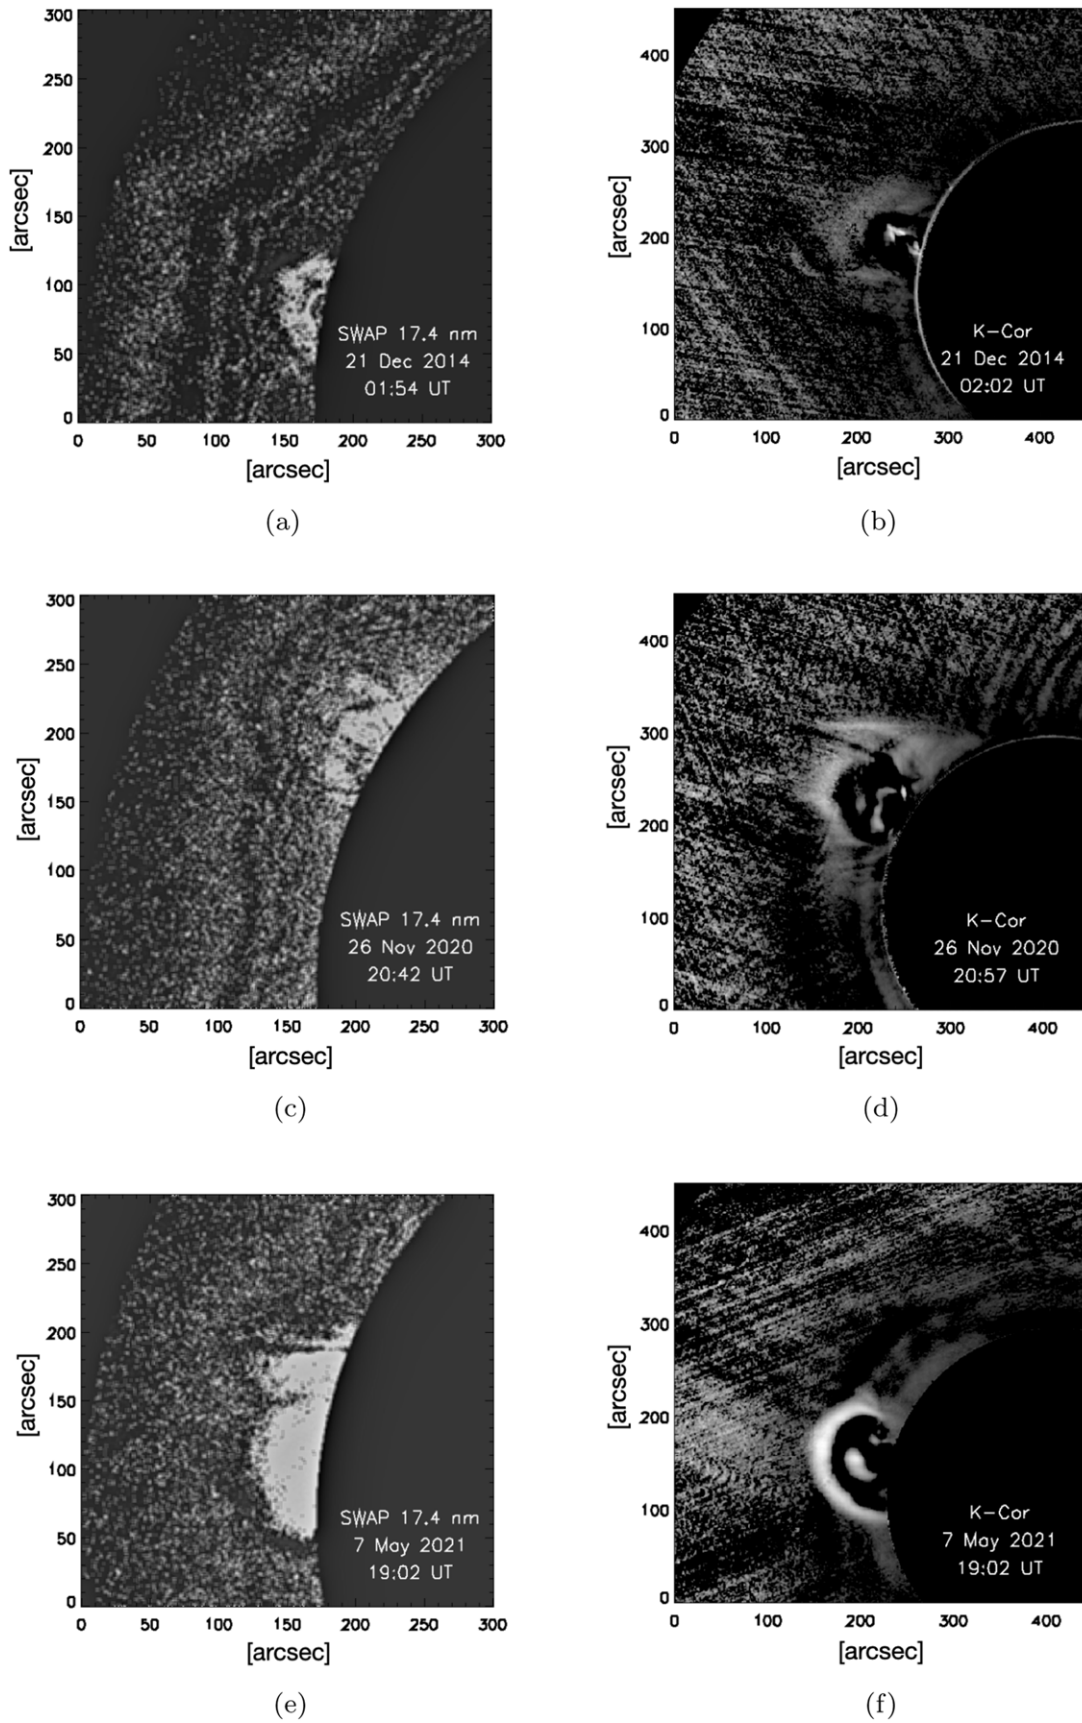 300
250
200
150
100
50
0
[arcsec]
SWAP 17.4 nm
21 Dec 2014
01:54 UT
0 50 100 150 200 250 300
[arcsec]
(a)
400
300
200
100
0
[arcsec]
K-Cor
21 Dec 2014
02:02 UT
0 100 200 300 400
[arcsec]
(b)
300
250
200
150
100
50
0
[arcsec]
SWAP 17.4 nm
26 Nov 2020
20:42 UT
0 50 100 150 200 250 300
[arcsec]
(c)
400
300
200
100
0
[arcsec]
K-Cor
26 Nov 2020
20:57 UT
0 100 200 300 400
[arcsec]
(d)
300
250
200
150
100
50
0
[arcsec]
SWAP 17.4 nm
7 May 2021
19:02 UT
0 50 100 150 200 250 300
[arcsec]
(e)
400
300
200
100
0
[arcsec]
K-Cor
7 May 2021
19:02 UT
0 100 200 300 400
[arcsec]
(f)